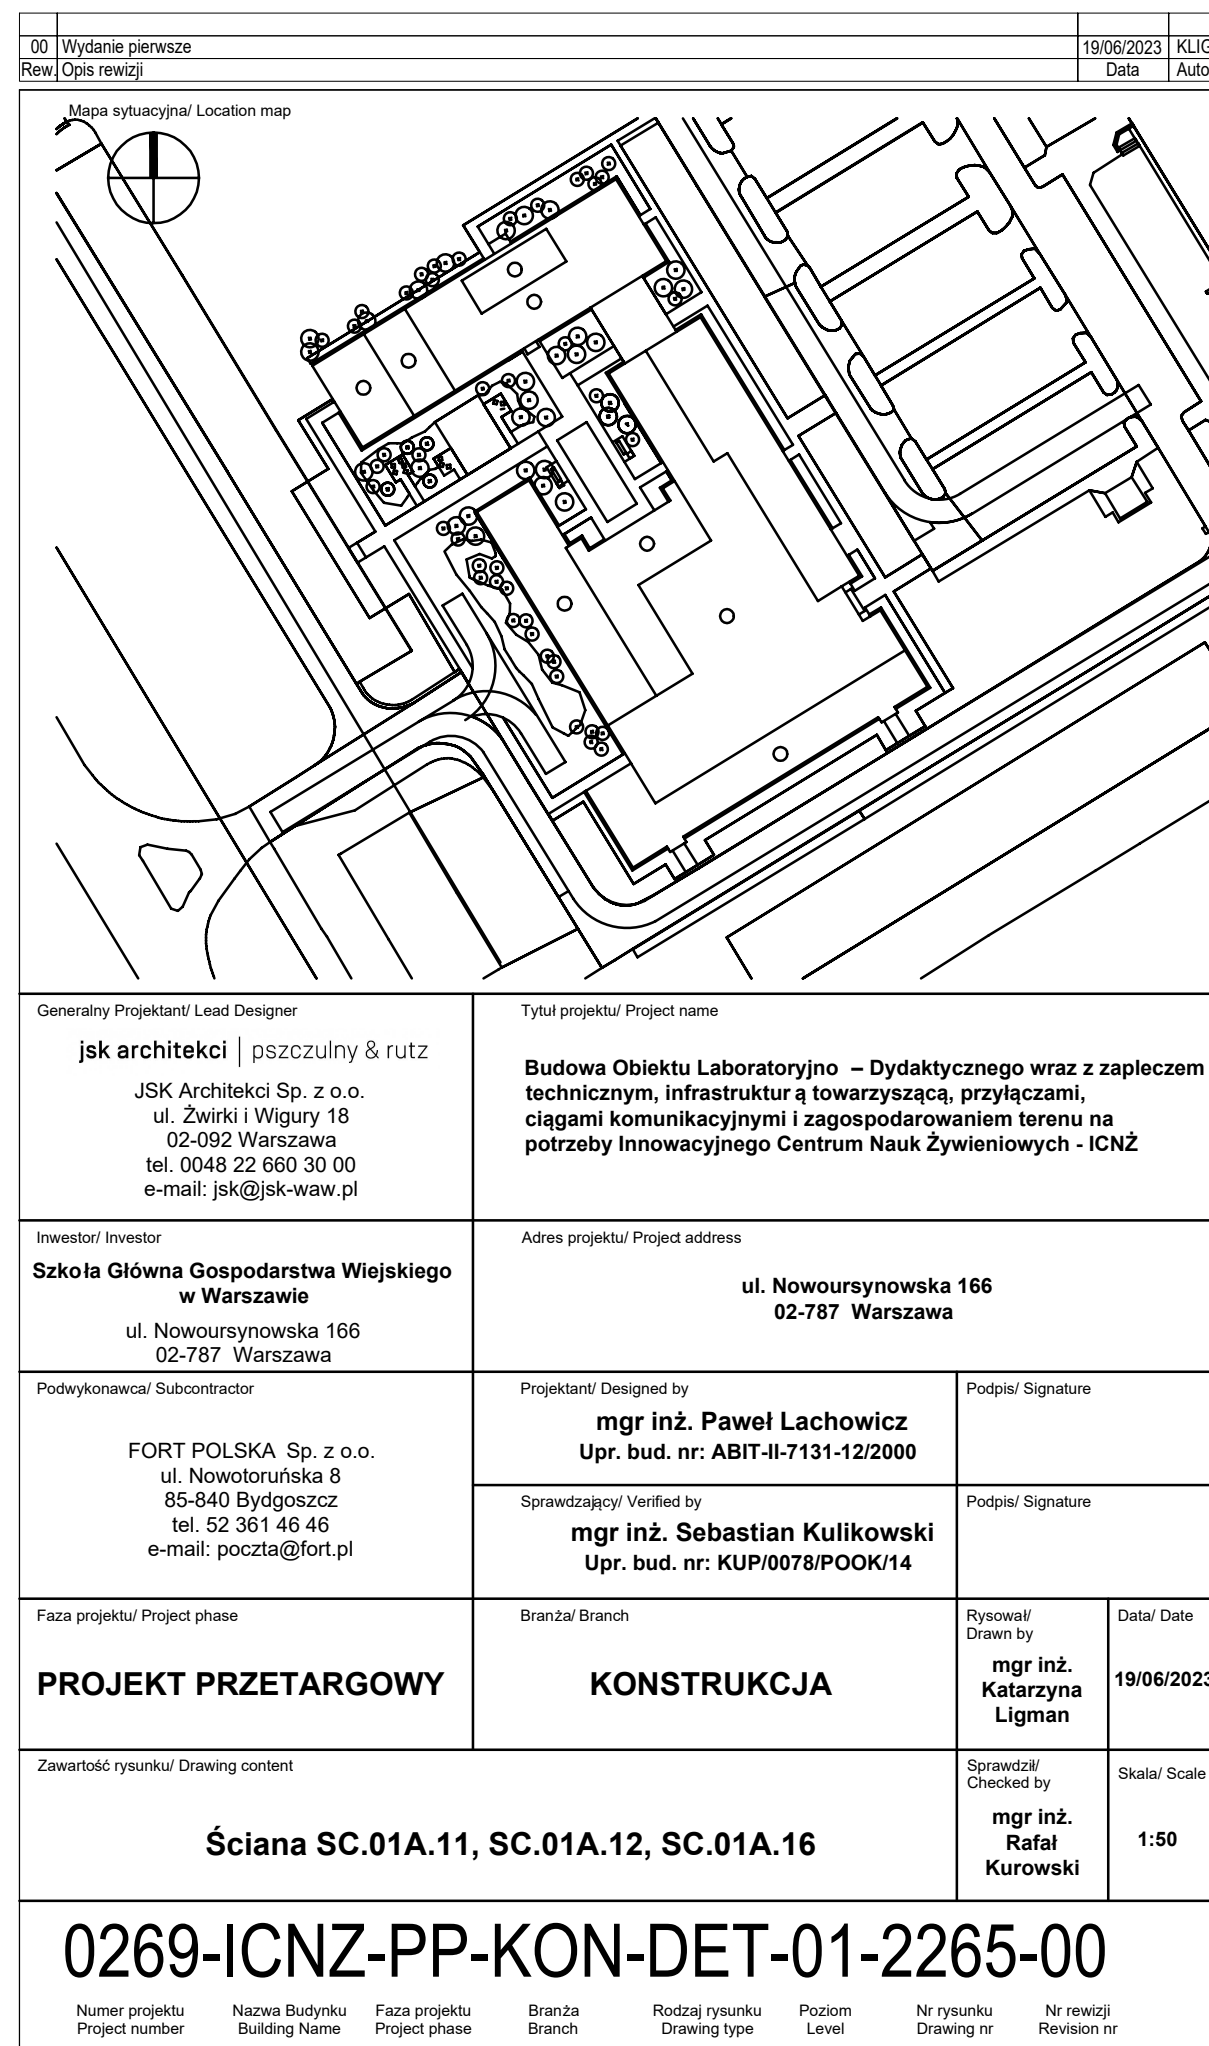 00 Wydanie pierwsze 19/06/2023
Rew. Opis rewizji Data
Mapa sytuacyjna/ Location map
Generalny Projektant/ Lead Designer
jsk architekci | pszczulny & rutz
JSK Architekci Sp. z o.o.
ul. Żwirki i Wigury 18
02-092 Warszawa
tel. 0048 22 660 30 00
e-mail: jsk@jsk-waw.pl
Tytuł projektu/ Project name
Budowa Obiektu Laboratoryjno – Dydaktycznego wraz z zapleczem
technicznym, infrastruktur ą towarzyszącą, przyłączami,
ciągami komunikacyjnymi i zagospodarowaniem terenu na
potrzeby Innowacyjnego Centrum Nauk Żywieniowych - ICNŻ
Inwestor/ Investor
Szkoła Główna Gospodarstwa Wiejskiego
w Warszawie
ul. Nowoursynowska 166
02-787 Warszawa
Adres projektu/ Project address
ul. Nowoursynowska 166
02-787 Warszawa
Podwykonawca/ Subcontractor
FORT POLSKA Sp. z o.o.
ul. Nowotoruńska 8
85-840 Bydgoszcz
tel. 52 361 46 46
e-mail: poczta@fort.pl
Projektant/ Designed by
mgr inż. Paweł Lachowicz
Upr. bud. nr: ABIT-II-7131-12/2000
Podpis/ Signature
Sprawdzający/ Verified by
mgr inż. Sebastian Kulikowski
Upr. bud. nr: KUP/0078/POOK/14
Podpis/ Signature
Faza projektu/ Project phase
PROJEKT PRZETARGOWY
Branża/ Branch
KONSTRUKCJA
Rysował/
Drawn by
mgr inż.
Katarzyna
Ligman
Data/ Date
19/06/2023
Zawartość rysunku/ Drawing content
Ściana SC.01A.11, SC.01A.12, SC.01A.16
Sprawdził/
Checked by
mgr inż.
Rafał
Kurowski
Skala/ Scale
1:50
0269-ICNZ-PP-KON-DET-01-2265-00
Numer projektu Nazwa Budynku Faza projektu Branża Rodzaj rysunku Poziom Nr rysunku Nr rewizji
Project number Building Name Project phase Branch Drawing type Level Drawing nr Revision nr